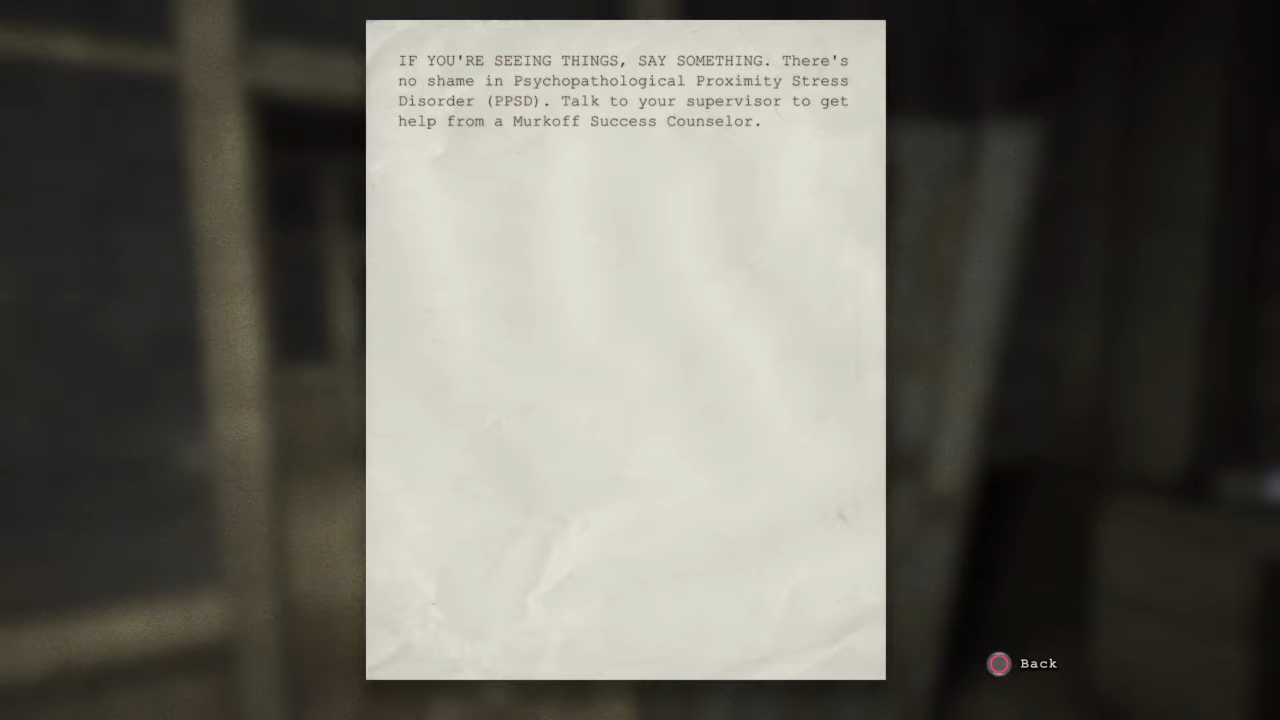 IF YOU'RE SEEING THINGS, SAY SOMETHING. There's
no shame in Psychopathological Proximity Stress
Disorder (PPSD). Talk to your supervisor to get
help from a Murkoff Success Counselor.
Back